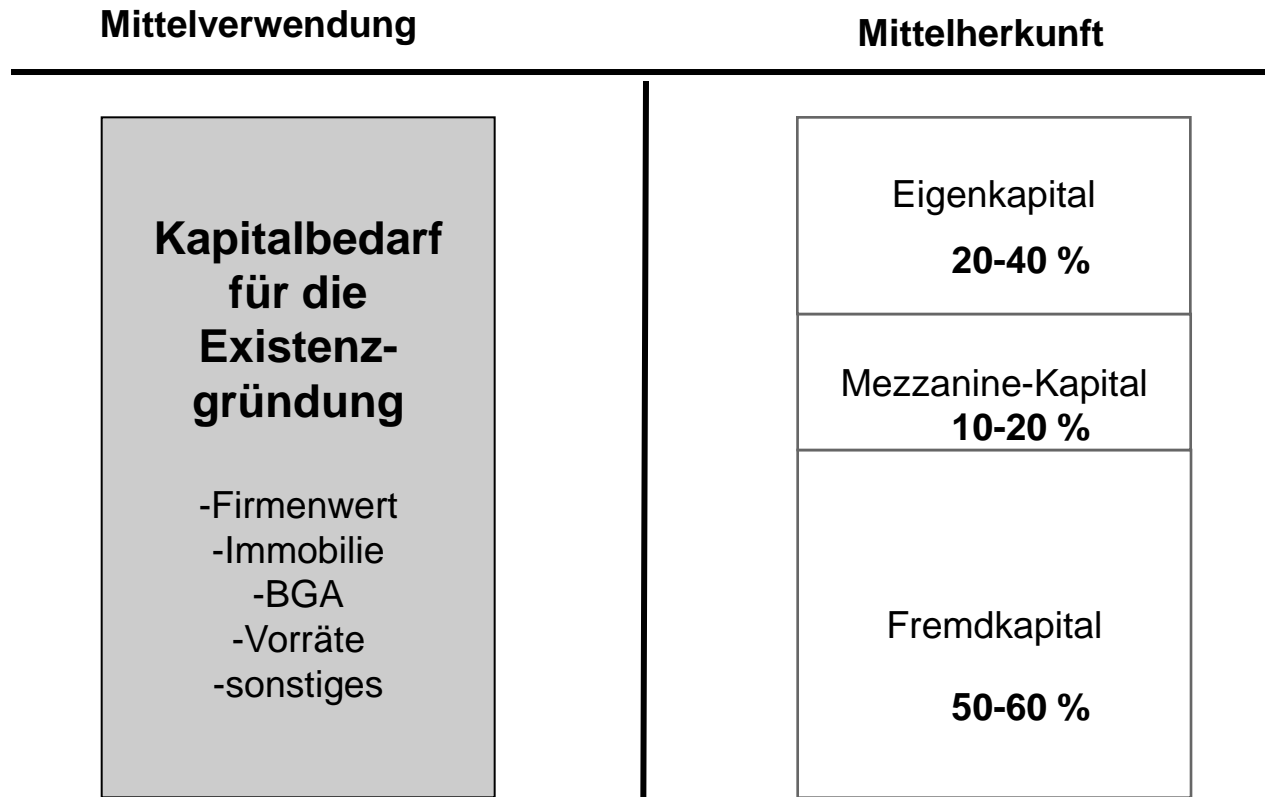 Mittelverwendung
Mittelherkunft
Kapitalbedarf
für die
Existenz-
gründung
-Firmenwert
-Immobilie
-BGA
-Vorräte
-sonstiges
Eigenkapital
20-40 %
Mezzanine-Kapital
10-20 %
Fremdkapital
50-60 %